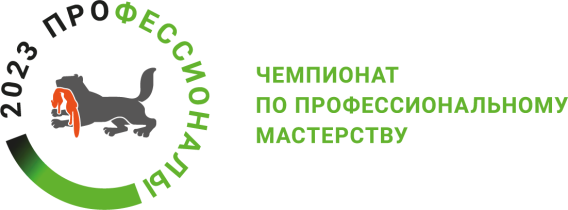 2023 ПРОФЕССИОНАЛЫ
ЧЕМПИОНАТ
ПО ПРОФЕССИОНАЛЬНОМУ
МАСТЕРСТВУ